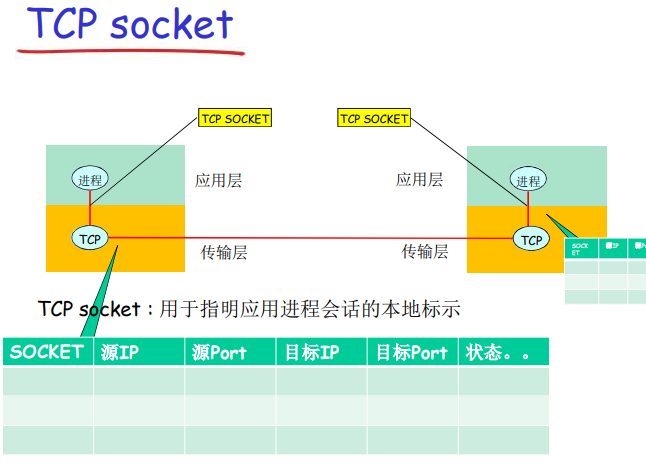 TCP socket
TCP SOCKET
TCP SOCKET
进程
应用层
应用层
进程
TCP
传输层
传输层
TCP
SOCK
ET
TCP socket：用于指明应用进程会话的本地标示
SOCKET 源IP 源Port 目标IP 目标Port 状态。。